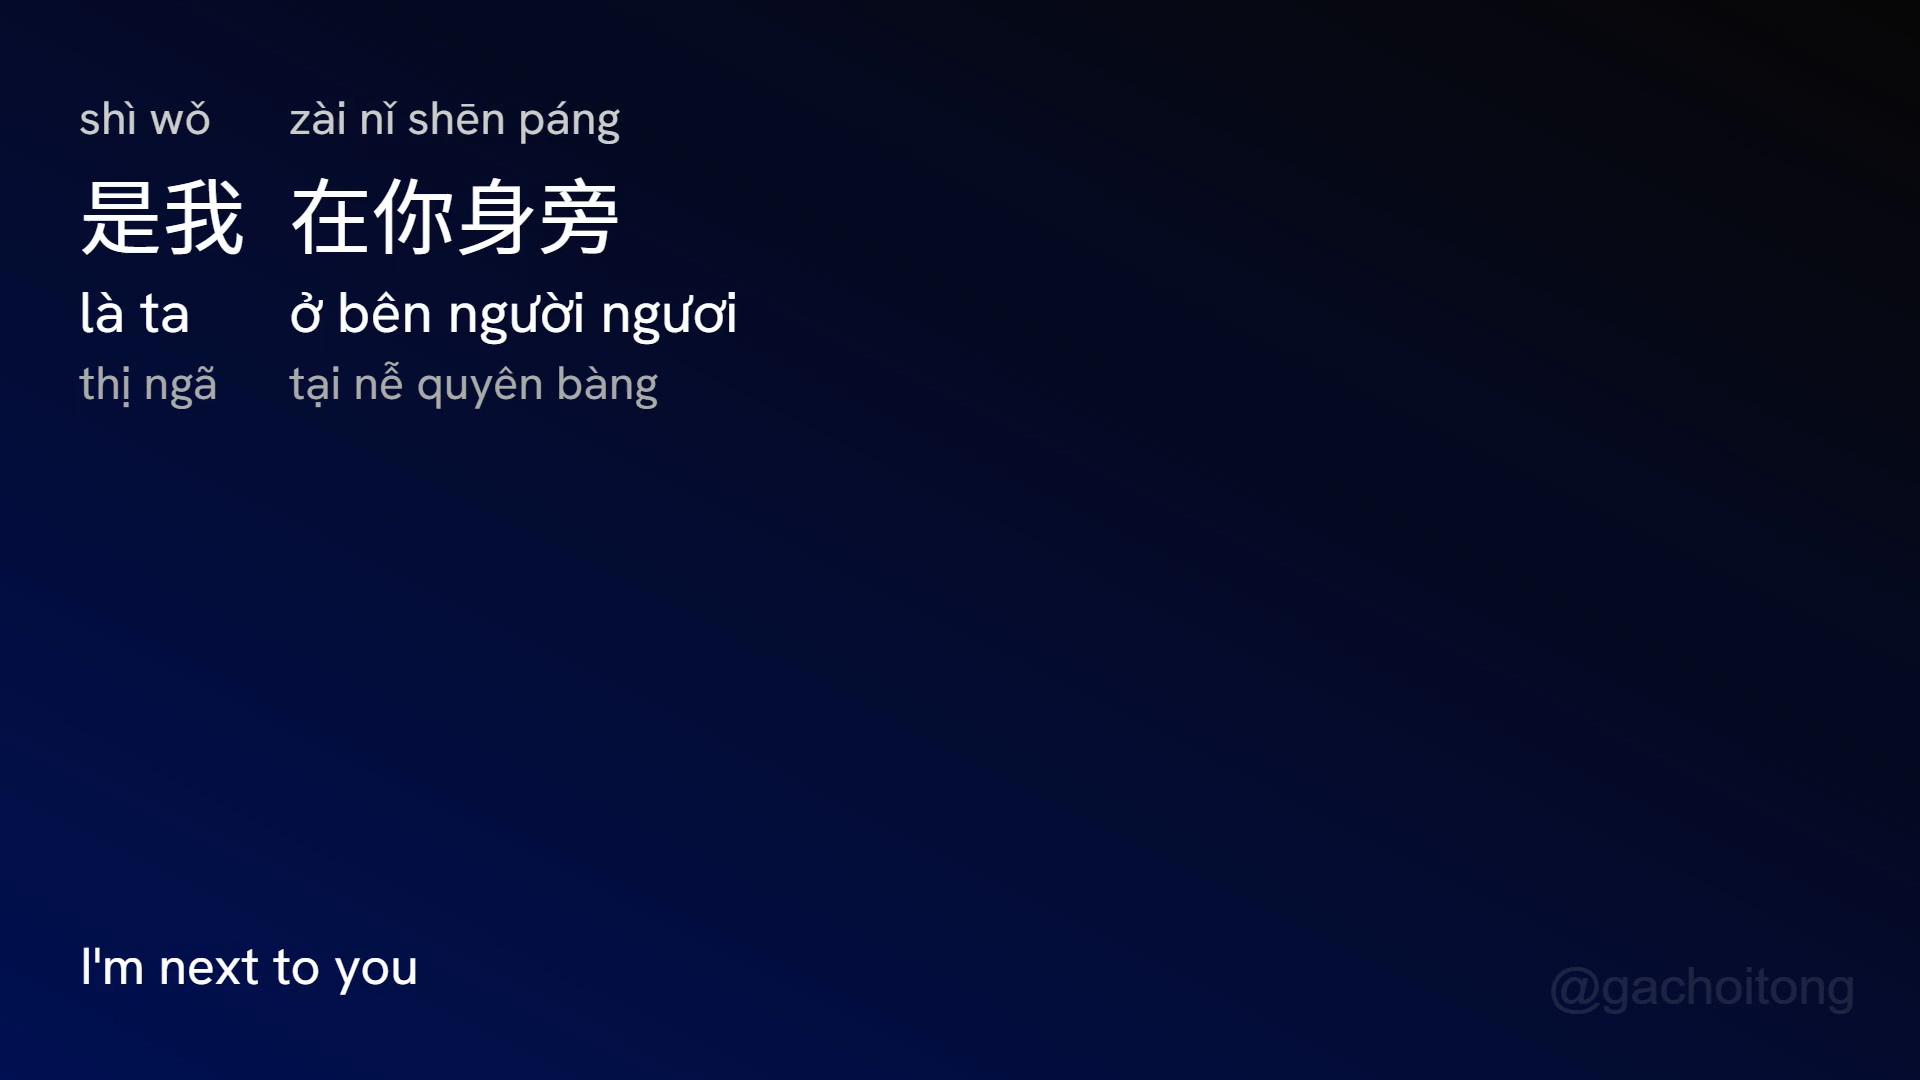 shì wǒ zài nǐ shēn páng
是我 在你身旁
là ta ở bên người ngươi
thị ngã tại nễ quyên bàng
I'm next to you
@gachoitong